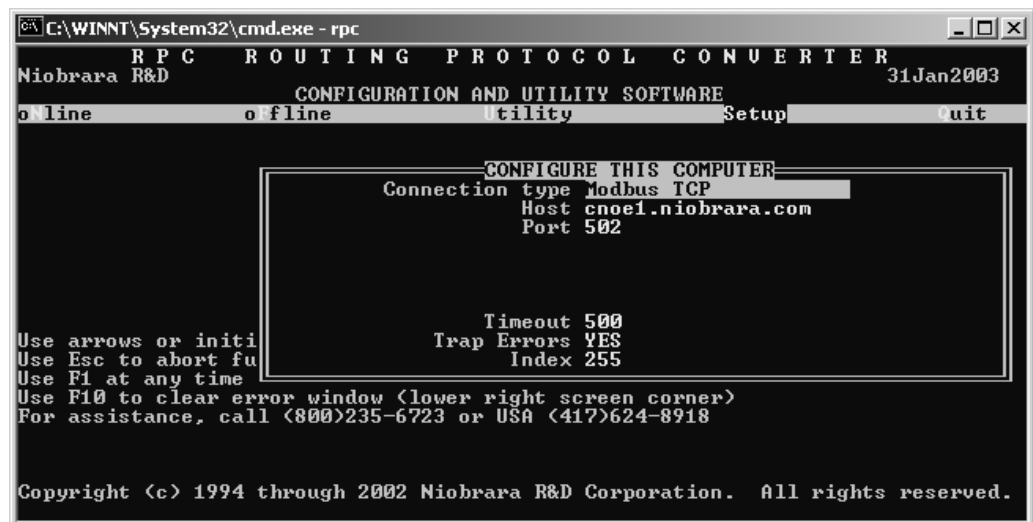 C:\WINNT\System32\cmd.exe - rpc
R P C   R O U T I N G   P R O T O C O L   C O N V E R T E R
Niobrara R&D 31Jan2003
CONFIGURATION AND UTILITY SOFTWARE
oNline oFfline Utility Setup Quit
CONFIGURE THIS COMPUTER
Connection type Modbus TCP
Host cnoe1.niobrara.com
Port 502
Timeout 500
Use arrows or initi Trap Errors YES
Use Esc to abort fu Index 255
Use F1 at any time
Use F10 to clear error window (lower right screen corner)
For assistance, call (800)235-6723 or USA (417)624-8918
Copyright (c) 1994 through 2002 Niobrara R&D Corporation.  All rights reserved.